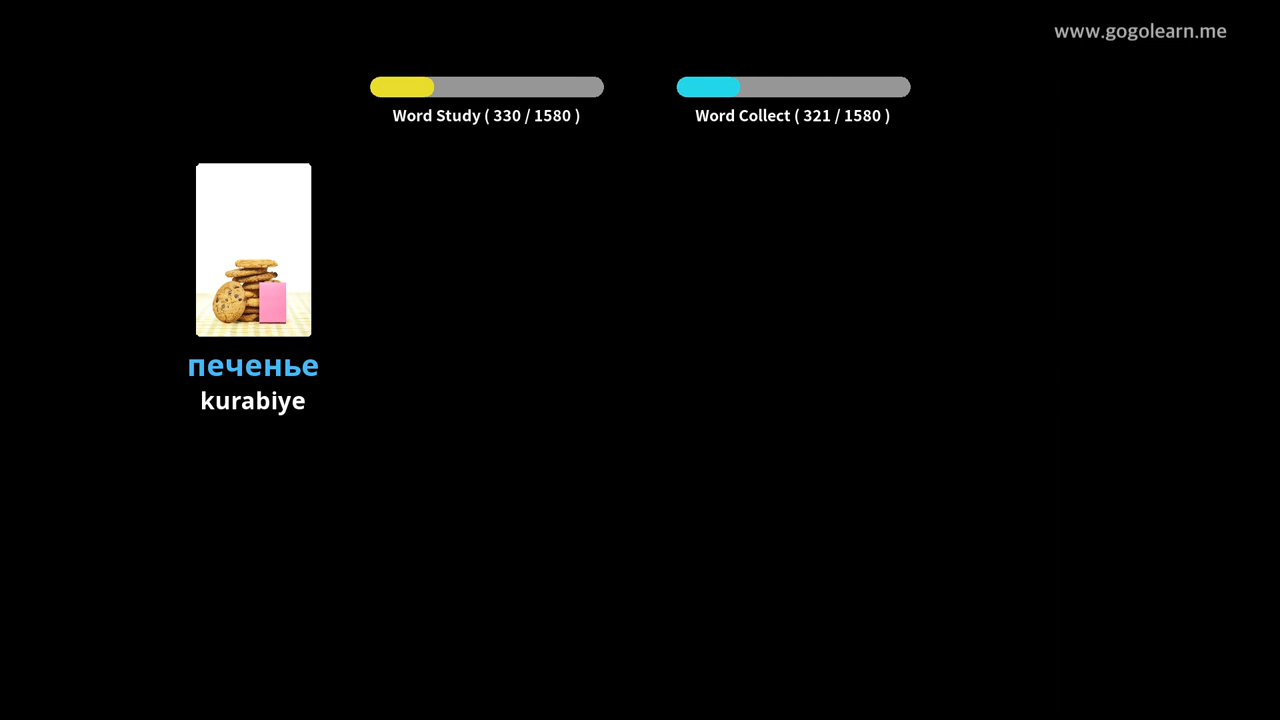 www.gogolearn.me
Word Study ( 330 / 1580 )
Word Collect ( 321 / 1580 )
печенье
kurabiye